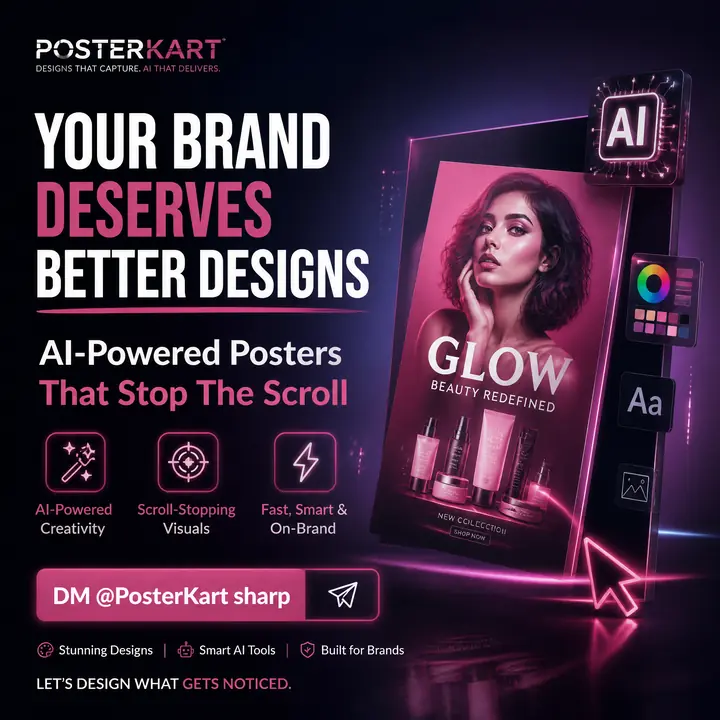 POSTERKART
DESIGNS THAT CAPTURE. AI THAT DELIVERS.
YOUR BRAND
DESERVES
BETTER DESIGNS
AI-Powered Posters
That Stop The Scroll
AI-Powered
Creativity
Scroll-Stopping
Visuals
Fast, Smart &
On-Brand
DM @PosterKart sharp
Stunning Designs | Smart AI Tools | Built for Brands
LET'S DESIGN WHAT GETS NOTICED.
AI
GLOW
BEAUTY REDEFINED
NEW COLLECTION
SHOP NOW
Aa